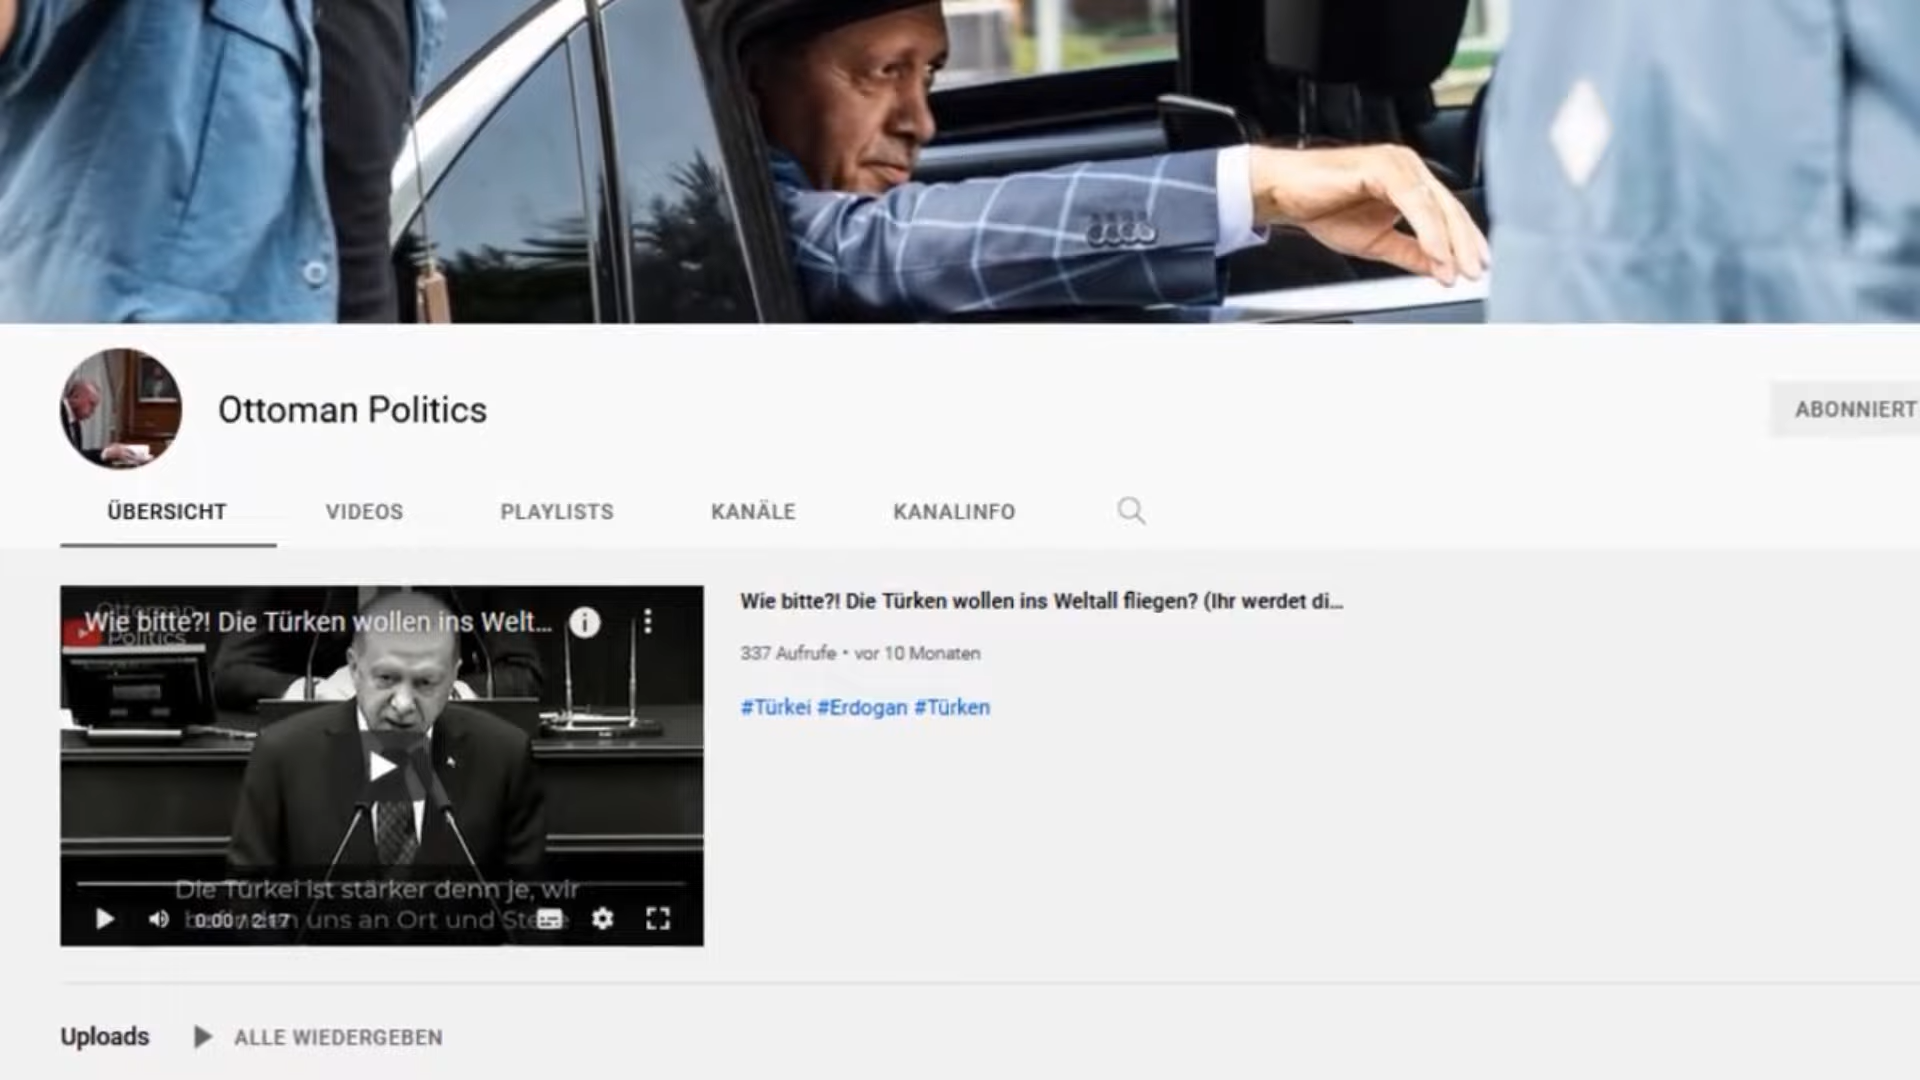 Ottoman Politics
ABONNIERT
ÜBERSICHT VIDEOS PLAYLISTS KANÄLE KANALINFO
Ottoman
Politics
Wie bitte?! Die Türken wollen ins Welt...
Die Türkei ist stärker denn je, wir
uns an Ort und
0:00 / 2:17
Wie bitte?! Die Türken wollen ins Weltall fliegen? (Ihr werdet di...
337 Aufrufe • vor 10 Monaten
#Türkei #Erdogan #Türken
Uploads ALLE WIEDERGEBEN